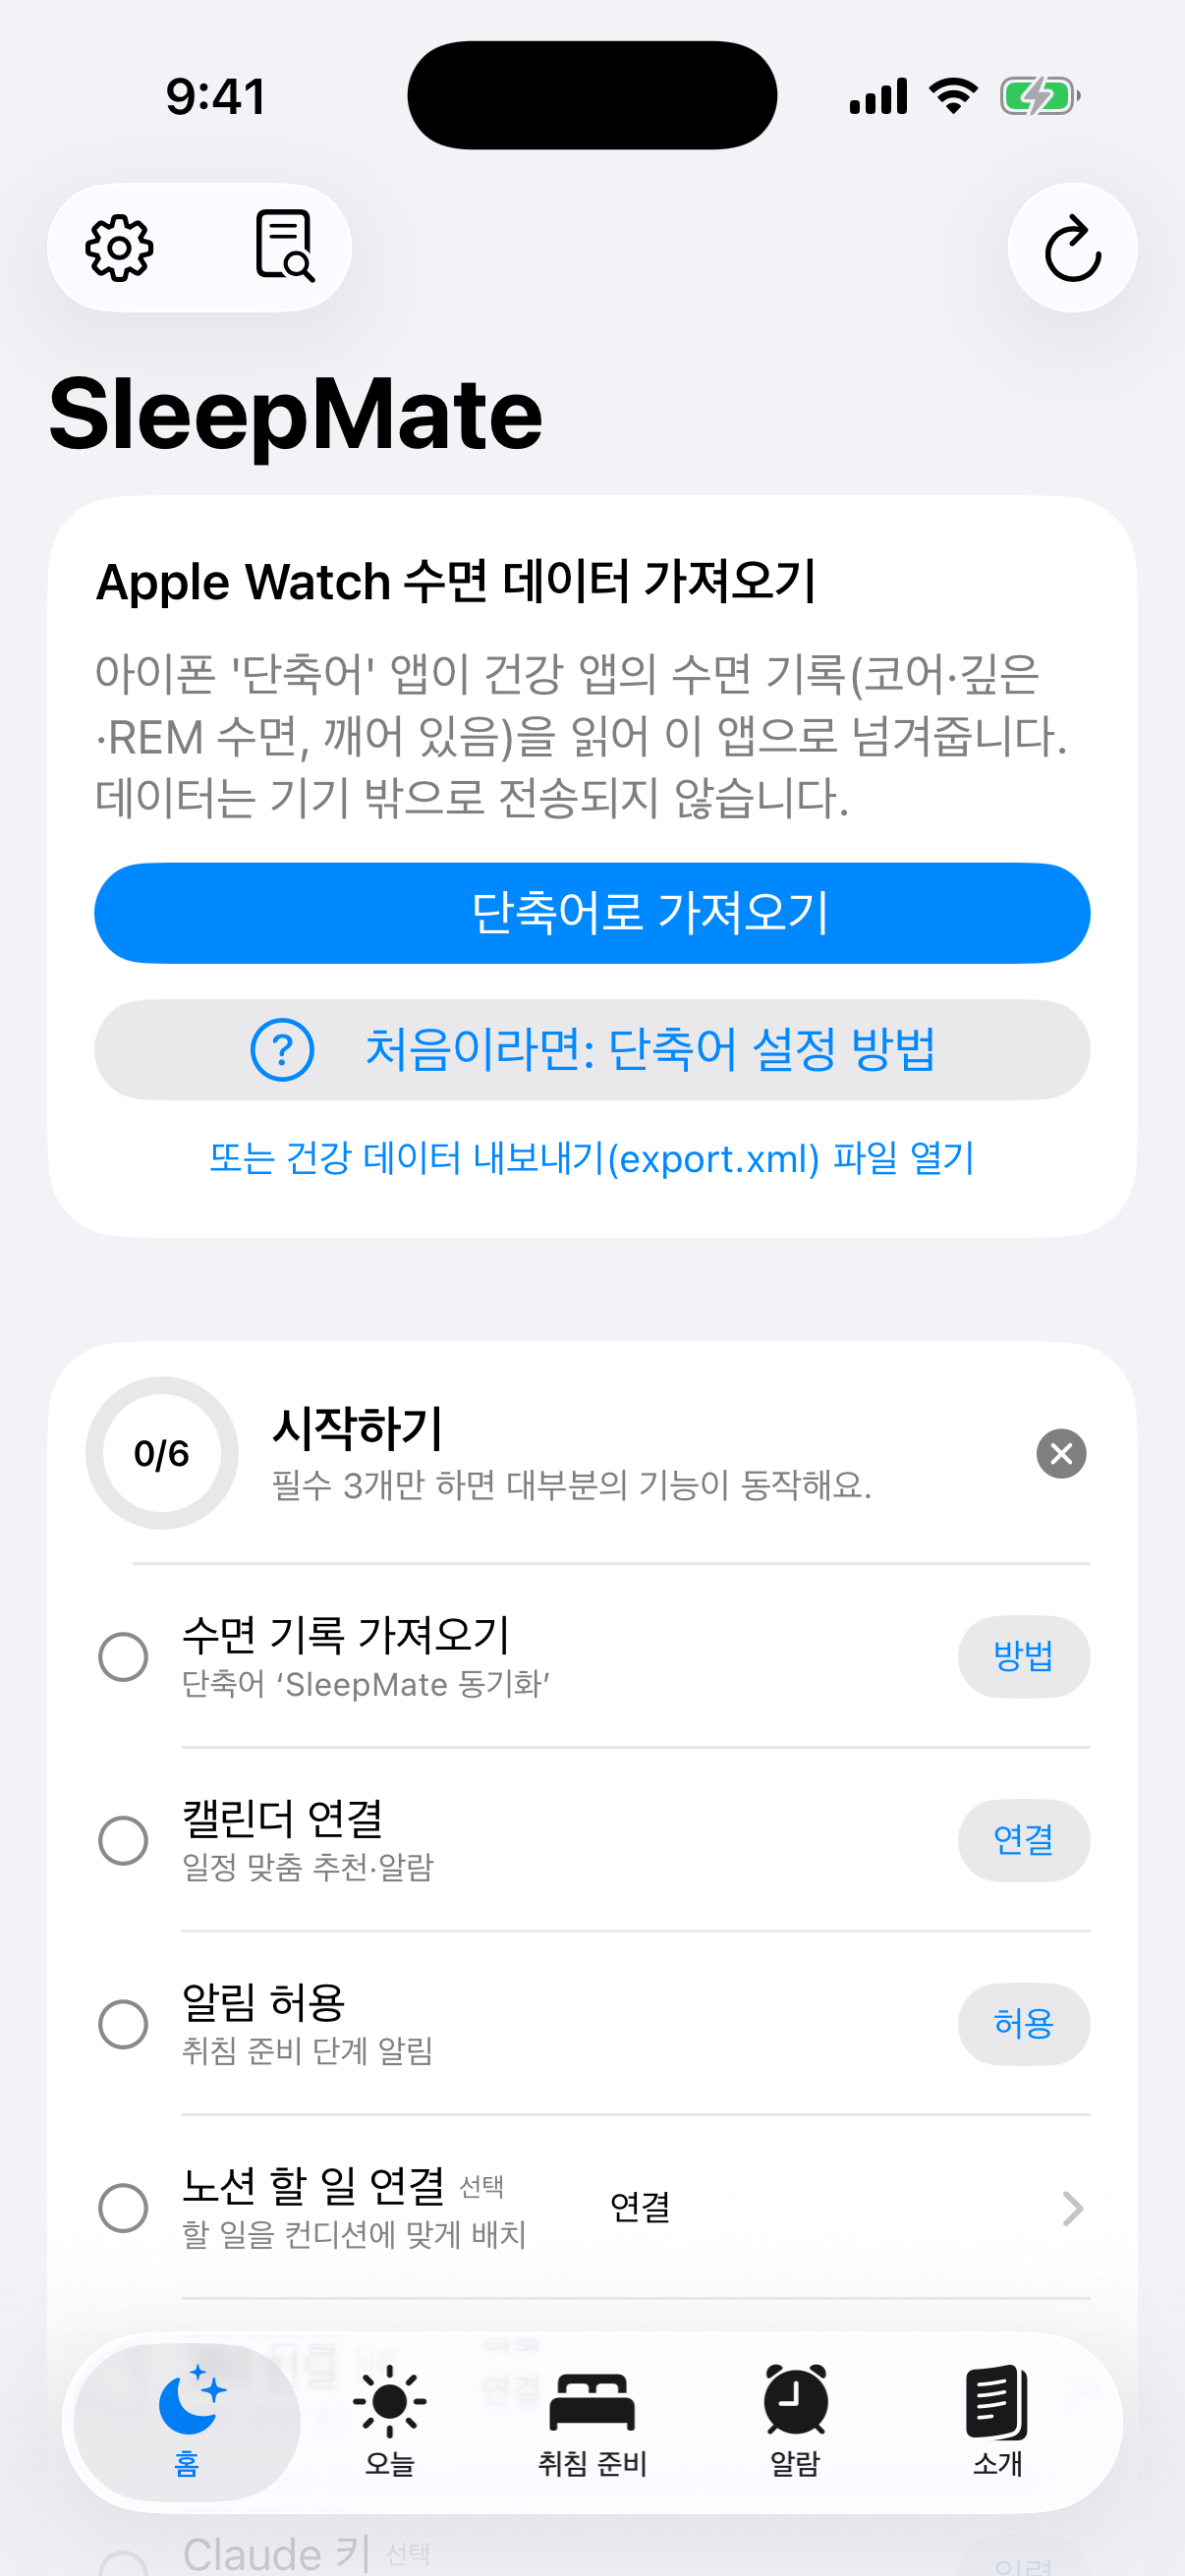 9:41
SleepMate
Apple Watch 수면 데이터 가져오기
아이폰 '단축어' 앱이 건강 앱의 수면 기록(코어·깊은
·REM 수면, 깨어 있음)을 읽어 이 앱으로 넘겨줍니다.
데이터는 기기 밖으로 전송되지 않습니다.
단축어로 가져오기
처음이라면: 단축어 설정 방법
또는 건강 데이터 내보내기(export.xml) 파일 열기
0/6
시작하기
필수 3개만 하면 대부분의 기능이 동작해요.
수면 기록 가져오기
단축어 ‘SleepMate 동기화’
방법
캘린더 연결
일정 맞춤 추천·알람
연결
알림 허용
취침 준비 단계 알림
허용
노션 할 일 연결 선택
할 일을 컨디션에 맞게 배치
연결
연결
홈
오늘
취침 준비
알람
소개
Claude 키 선택
입력